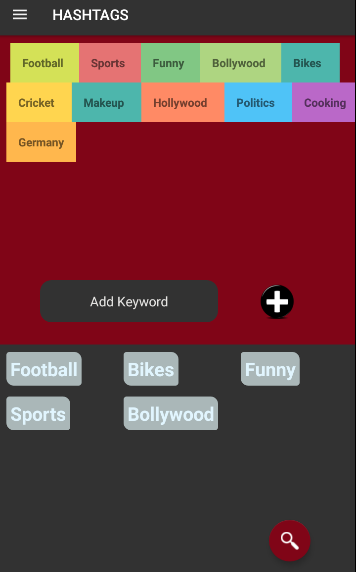 HASHTAGS
Football Sports Funny Bollywood Bikes
Cricket Makeup Hollywood Politics Cooking
Germany
Add Keyword
Football Bikes Funny
Sports Bollywood